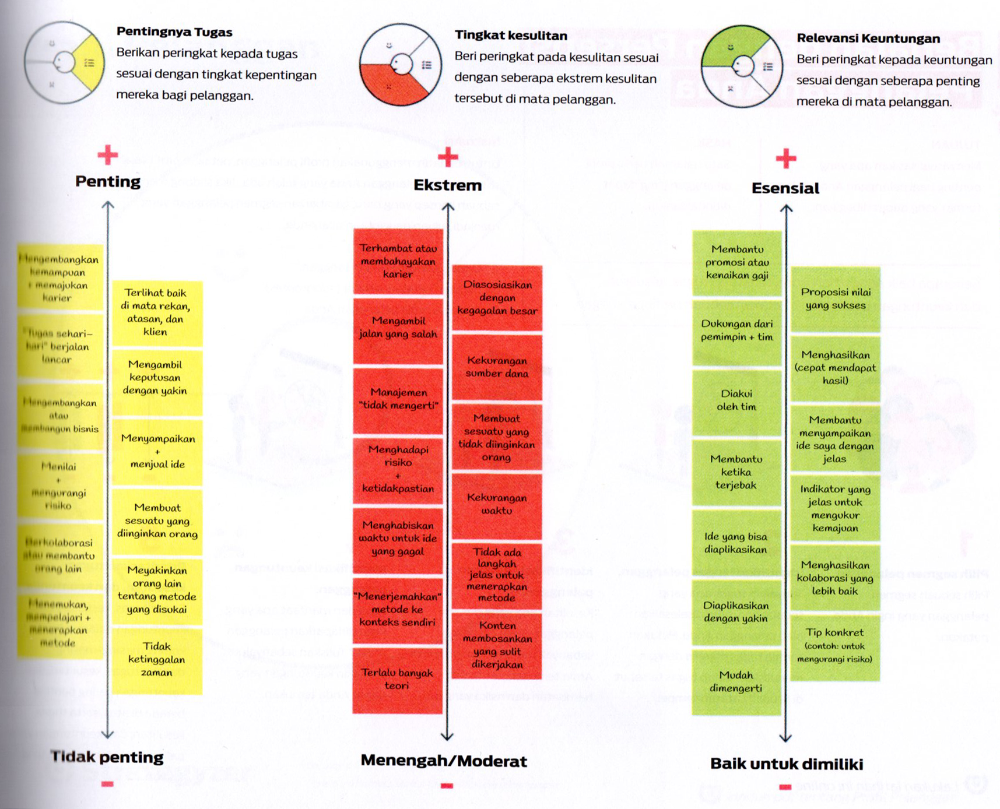 Pentingnya Tugas
Berikan peringkat kepada tugas
sesuai dengan tingkat kepentingan
mereka bagi pelanggan.
+
Penting
Mengembangkan
kemampuan
+ memajukan
karier
"Tugas sehari-
hari" berjalan
lancar
Mengembangkan
atau
membangun bisnis
Menilai
+
mengurangi
risiko
Berkolaborasi
atau membantu
orang lain
Menemukan,
mempelajari +
menerapkan
metode
Terlihat baik
di mata rekan,
atasan, dan
klien
Mengambil
keputusan
dengan yakin
Menyampaikan
+
menjual ide
Membuat
sesuatu yang
diinginkan orang
Meyakinkan
orang lain
tentang metode
yang disukai
Tidak
ketinggalan
zaman
Tidak penting
-
Tingkat kesulitan
Beri peringkat pada kesulitan sesuai
dengan seberapa ekstrem kesulitan
tersebut di mata pelanggan.
+
Ekstrem
Terhambat atau
membahayakan
karier
Mengambil
jalan yang salah
Manajemen
"tidak mengerti"
Menghadapi
risiko
+
ketidakpastian
Menghabiskan
waktu untuk ide
yang gagal
"Menerjemahkan"
metode ke
konteks sendiri
Terlalu banyak
teori
Diasosiasikan
dengan
kegagalan besar
Kekurangan
sumber dana
Membuat
sesuatu yang
tidak diinginkan
orang
Kekurangan
waktu
Tidak ada
langkah
jelas untuk
menerapkan
metode
Konten
membosankan
yang sulit
dikerjakan
Menengah/Moderat
-
Relevansi Keuntungan
Beri peringkat kepada keuntungan
sesuai dengan seberapa penting
mereka di mata pelanggan.
+
Esensial
Membantu
promosi atau
kenaikan gaji
Dukungan dari
pemimpin + tim
Diakui
oleh tim
Membantu
ketika
terjebak
Ide yang bisa
diaplikasikan
Diaplikasikan
dengan yakin
Mudah
dimengerti
Proposisi nilai
yang sukses
Menghasilkan
(cepat mendapat
hasil)
Membantu
menyampaikan
ide saya dengan
jelas
Indikator yang
jelas untuk
mengukur
kemajuan
Menghasilkan
kolaborasi yang
lebih baik
Tip konkret
(contoh: untuk
mengurangi risiko)
Baik untuk dimiliki
-